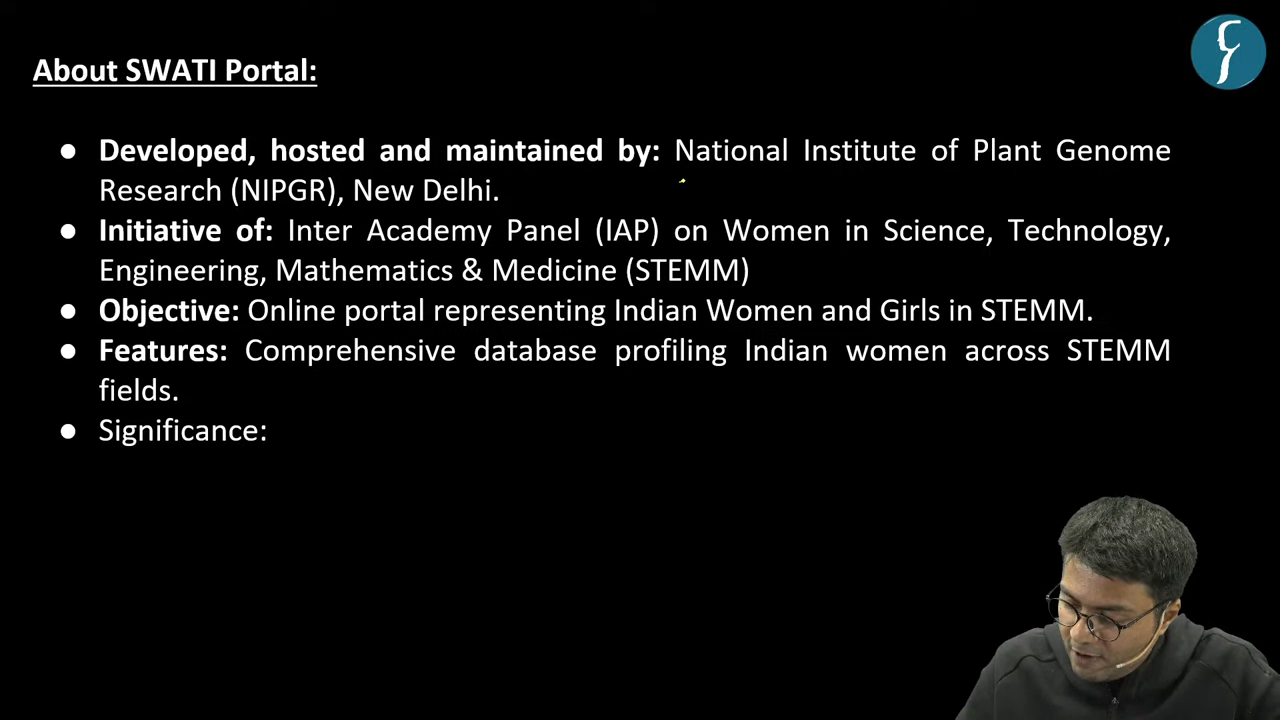 About SWATI Portal:
● Developed, hosted and maintained by: National Institute of Plant Genome
Research (NIPGR), New Delhi.
● Initiative of: Inter Academy Panel (IAP) on Women in Science, Technology,
Engineering, Mathematics & Medicine (STEMM)
● Objective: Online portal representing Indian Women and Girls in STEMM.
● Features: Comprehensive database profiling Indian women across STEMM
fields.
● Significance: